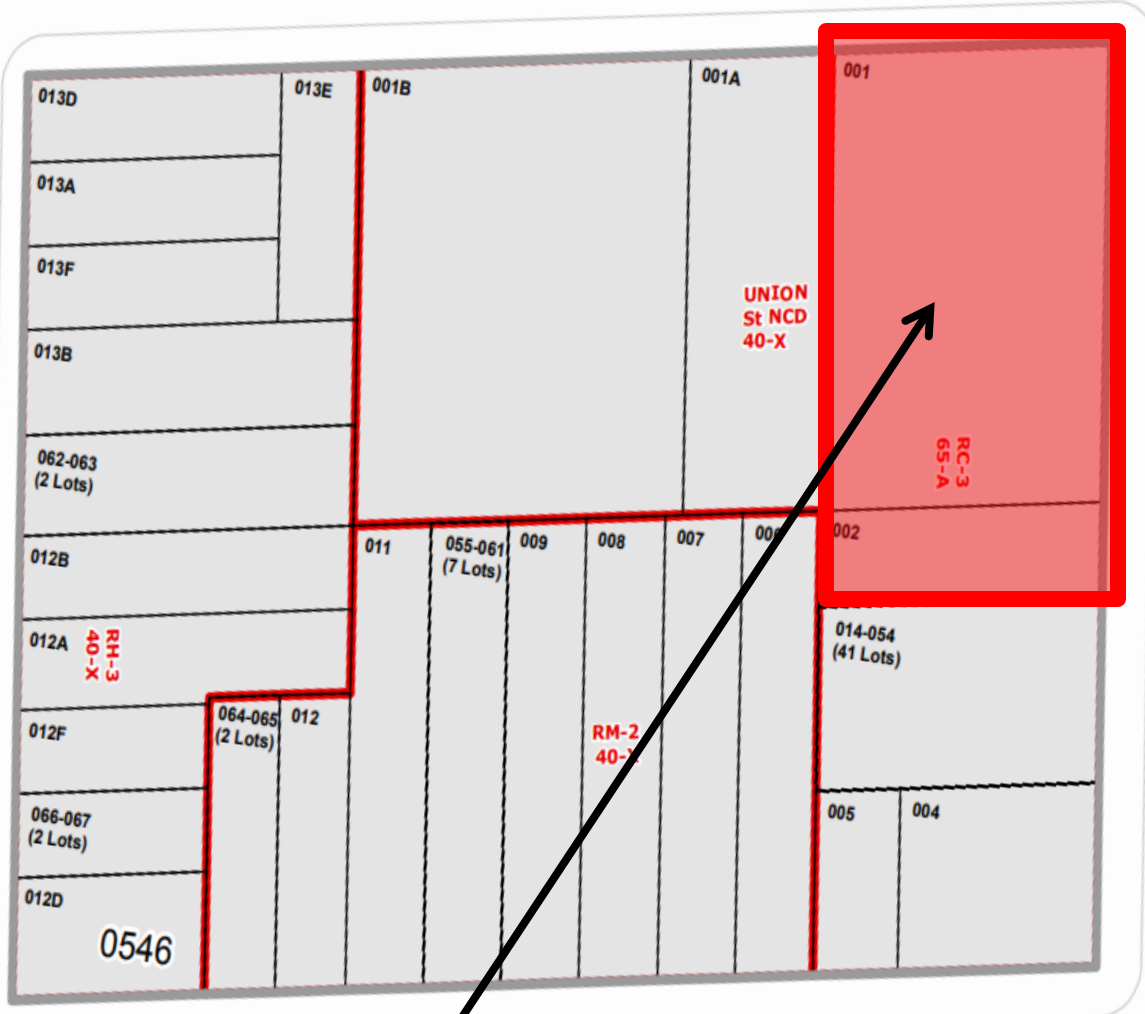 013D
013E
001B
001A
001
013A
013F
UNION
St NCD
40-X
013B
062-063
(2 Lots)
RC-3
65-A
012B
011
055-061
(7 Lots)
009
008
007
002
012A
RH-3
40-X
014-054
(41 Lots)
064-065
(2 Lots)
012
012F
RM-2
40-X
066-067
(2 Lots)
005
004
012D
0546